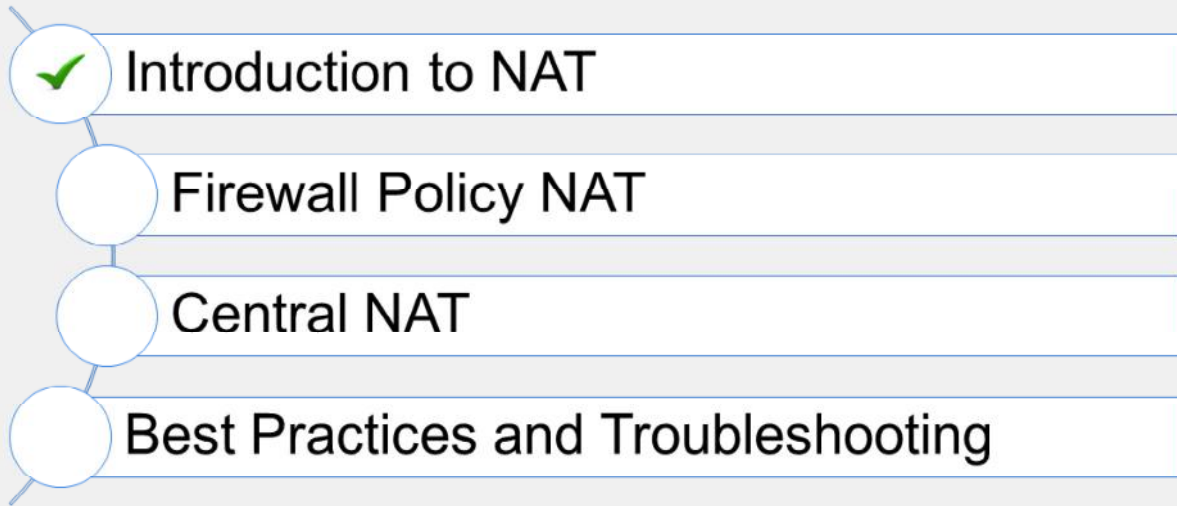 Introduction to NAT
Firewall Policy NAT
Central NAT
Best Practices and Troubleshooting